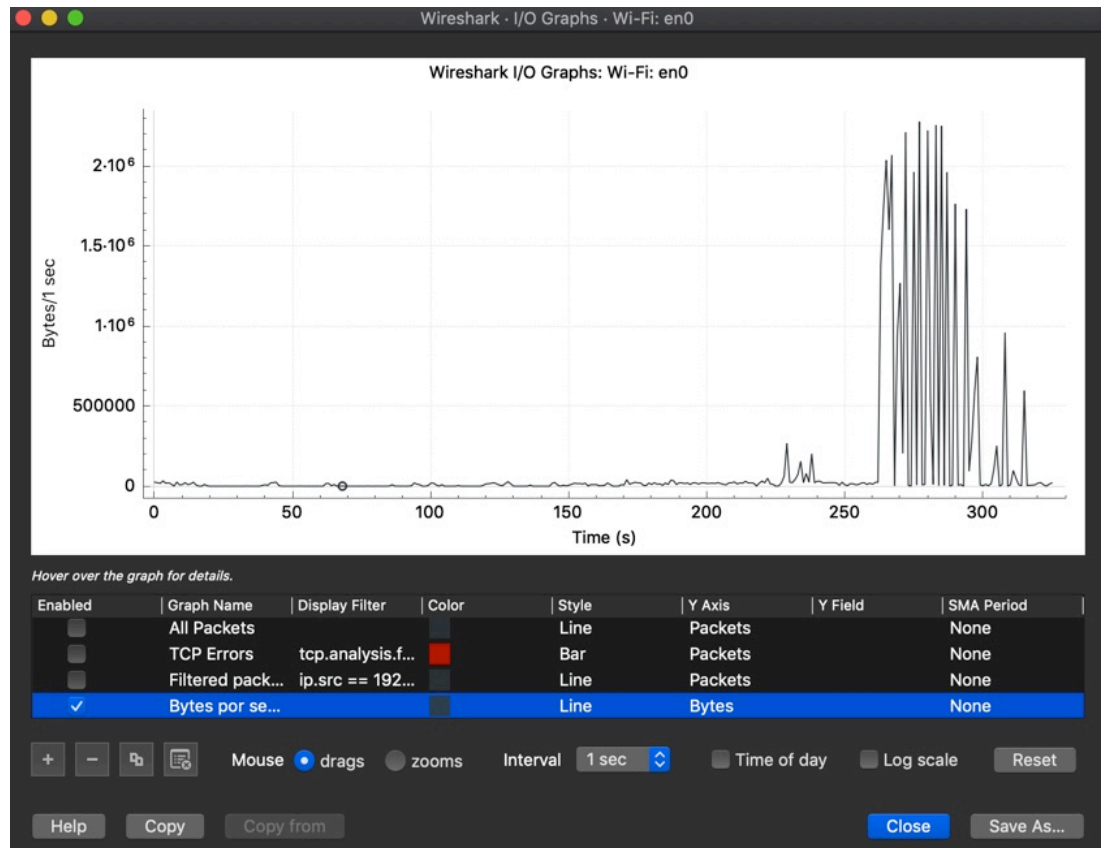 Wireshark · I/O Graphs · Wi-Fi: en0
Wireshark I/O Graphs: Wi-Fi: en0
2·10⁶
1.5·10⁶
1·10⁶
500000
0
Bytes/1 sec
0 50 100 150 200 250 300
Time (s)
Hover over the graph for details.
Enabled Graph Name Display Filter Color Style Y Axis Y Field SMA Period
All Packets Line Packets None
TCP Errors tcp.analysis.f... Bar Packets None
Filtered pack... ip.src == 192... Line Packets None
Bytes por se... Line Bytes None
Mouse drags zooms Interval 1 sec Time of day Log scale Reset
Help Copy Copy from Close Save As...